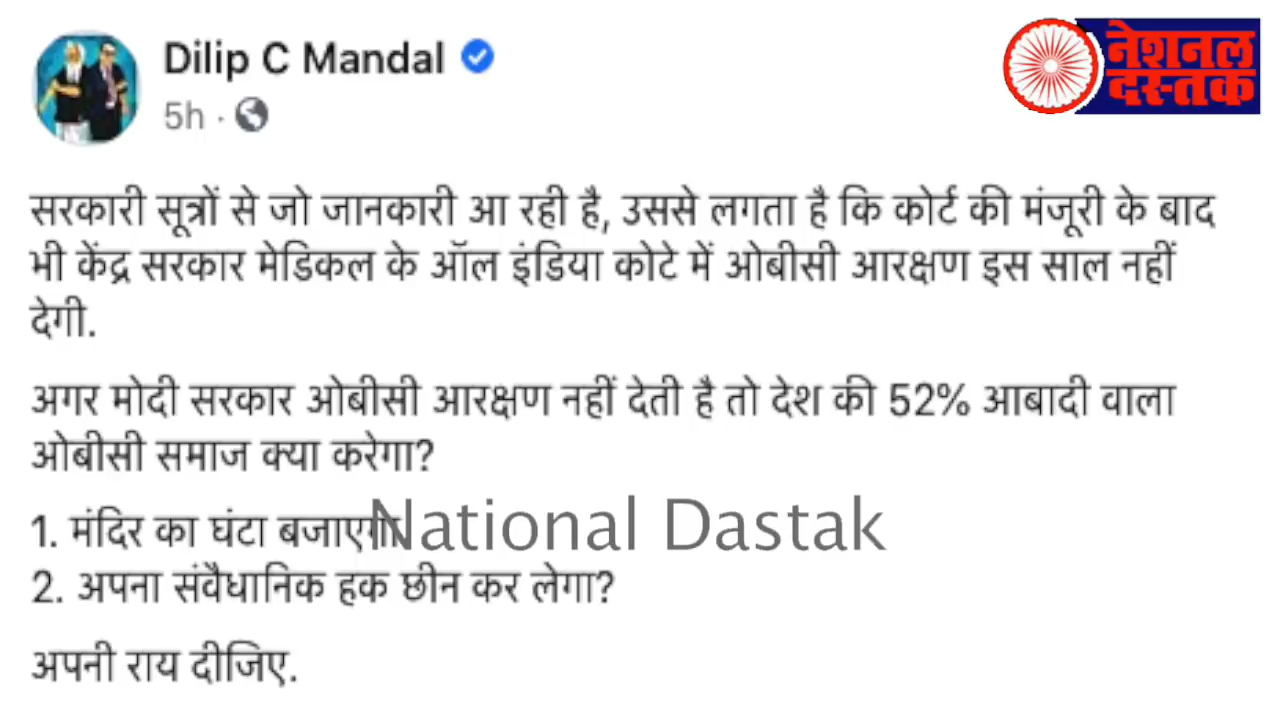 Dilip C Mandal
5h ·
नेशनल
दस्तक
सरकारी सूत्रों से जो जानकारी आ रही है, उससे लगता है कि कोर्ट की मंजूरी के बाद
भी केंद्र सरकार मेडिकल के ऑल इंडिया कोटे में ओबीसी आरक्षण इस साल नहीं
देगी.
अगर मोदी सरकार ओबीसी आरक्षण नहीं देती है तो देश की 52% आबादी वाला
ओबीसी समाज क्या करेगा?
1. मंदिर का घंटा बजाएगा
National Dastak
2. अपना संवैधानिक हक छीन कर लेगा?
अपनी राय दीजिए.